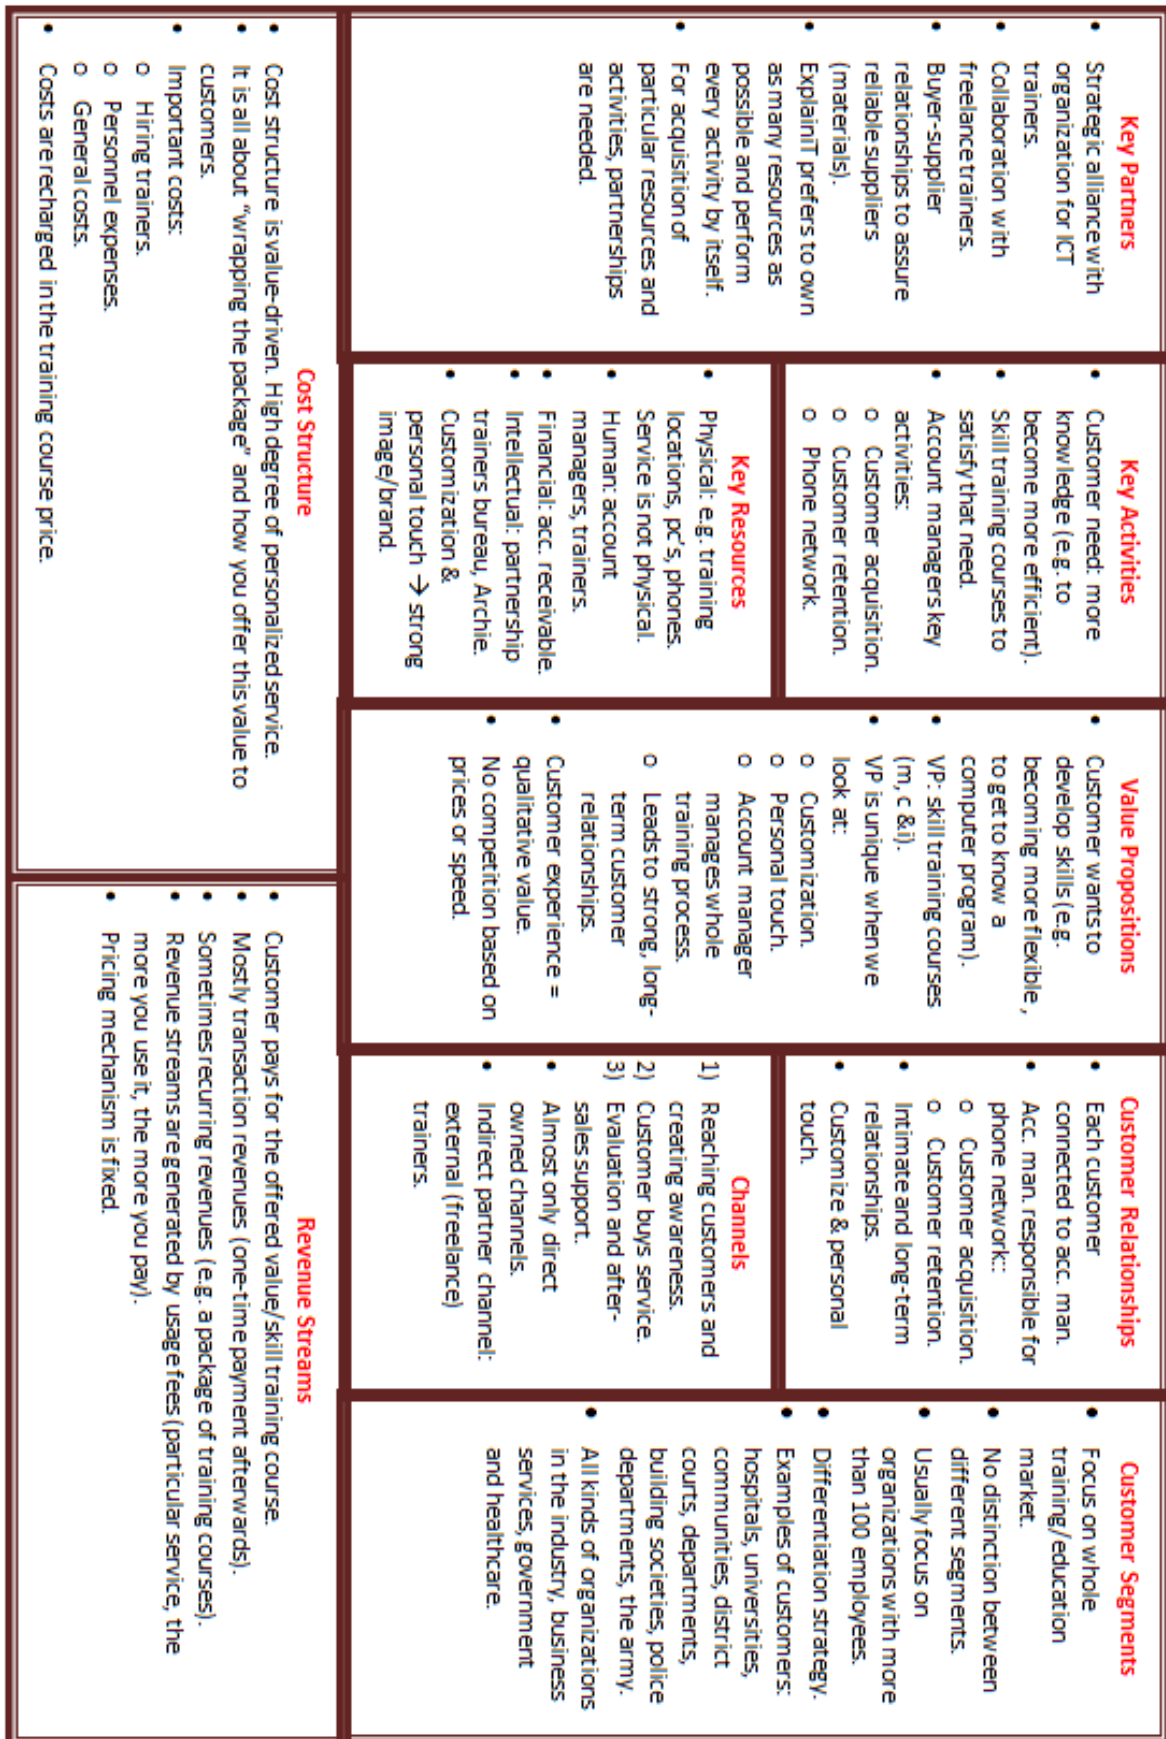 Key Partners
• Strategic alliance with
organization for ICT
trainers.
• Collaboration with
freelance trainers.
• Buyer-supplier
relationships to assure
reliable suppliers
(materials).
• ExplainiT prefers to own
as many resources as
possible and perform
every activity by itself.
• For acquisition of
particular resources and
activities, partnerships
are needed.
Key Activities
• Customer need: more
knowledge (e.g. to
become more efficient).
• Skill training courses to
satisfy that need.
• Account managers key
activities:
o Customer acquisition.
o Customer retention.
o Phone network.
Key Resources
• Physical: e.g. training
locations, pc's, phones.
Service is not physical.
• Human: account
managers, trainers.
• Financial: acc. receivable.
• Intellectual: partnership
trainers bureau, Archie.
• Customization &
personal touch → strong
image/brand.
Value Propositions
• Customer wants to
develop skills (e.g.
becoming more flexible,
to get to know a
computer program).
• VP: skill training courses
(m, c &i).
• VP is unique when we
look at:
o Customization.
o Personal touch.
o Account manager
manages whole
training process.
o Leads to strong, long-
term customer
relationships.
• Customer experience =
qualitative value.
• No competition based on
prices or speed.
Customer Relationships
• Each customer
connected to acc. man.
• Acc. man. responsible for
phone network::
o Customer acquisition.
o Customer retention.
• Intimate and long-term
relationships.
• Customize & personal
touch.
Channels
1) Reaching customers and
creating awareness.
2) Customer buys service.
3) Evaluation and after-
sales support.
• Almost only direct
owned channels.
• Indirect partner channel:
external (freelance)
trainers.
Customer Segments
• Focus on whole
training/education
market.
• No distinction between
different segments.
• Usually focus on
organizations with more
than 100 employees.
• Differentiation strategy.
• Examples of customers:
hospitals, universities,
communities, district
courts, departments,
building societies, police
departments, the army.
• All kinds of organizations
in the industry, business
services, government
and healthcare.
Cost Structure
• Cost structure is value-driven. High degree of personalized service.
• It is all about "wrapping the package" and how you offer this value to
customers.
• Important costs:
o Hiring trainers.
o Personnel expenses.
o General costs.
• Costs are recharged in the training course price.
Revenue Streams
• Customer pays for the offered value/skill training course.
• Mostly transaction revenues (one-time payment afterwards).
Sometimes recurring revenues (e.g. a package of training courses).
• Revenue streams are generated by usage fees (particular service, the
more you use it, the more you pay).
• Pricing mechanism is fixed.